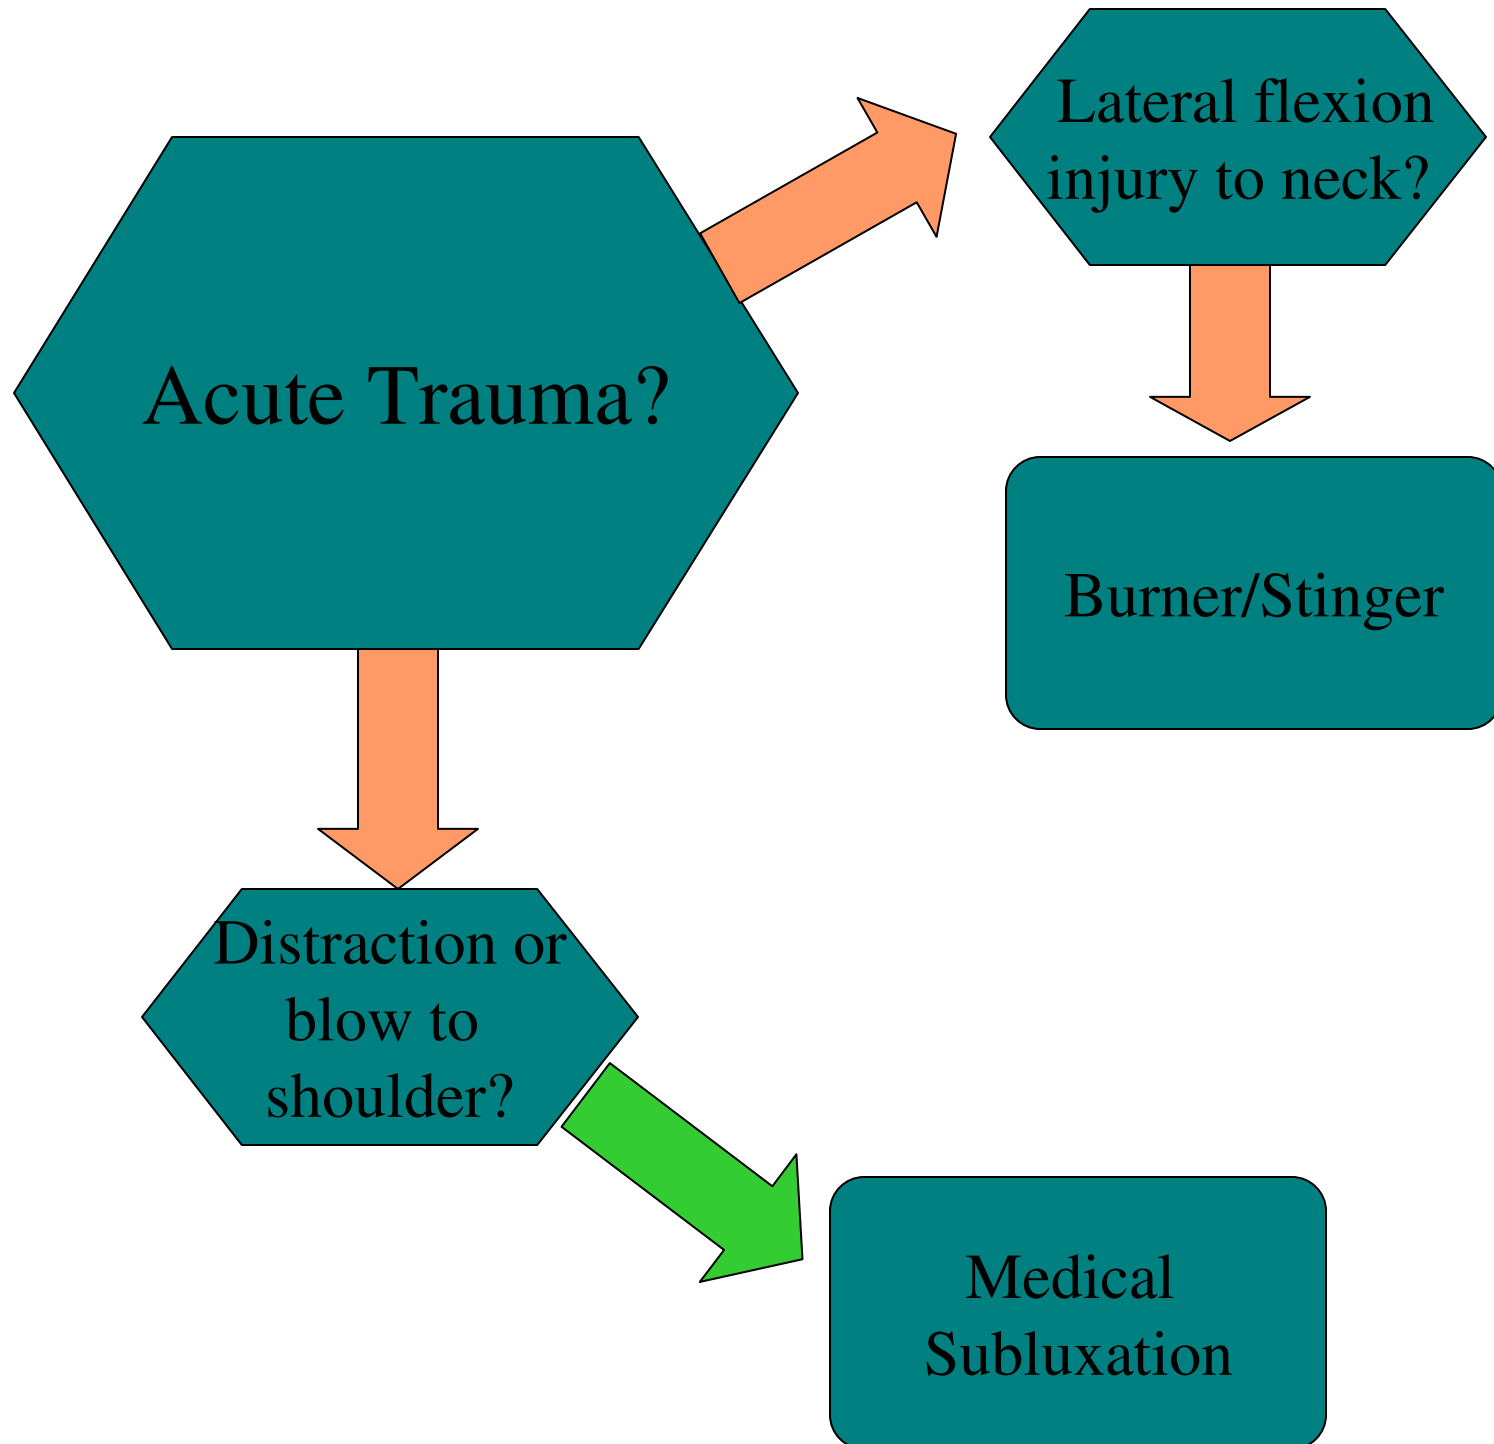 Lateral flexion
injury to neck?
Acute Trauma?
Burner/Stinger
Distraction or
blow to
shoulder?
Medical
Subluxation